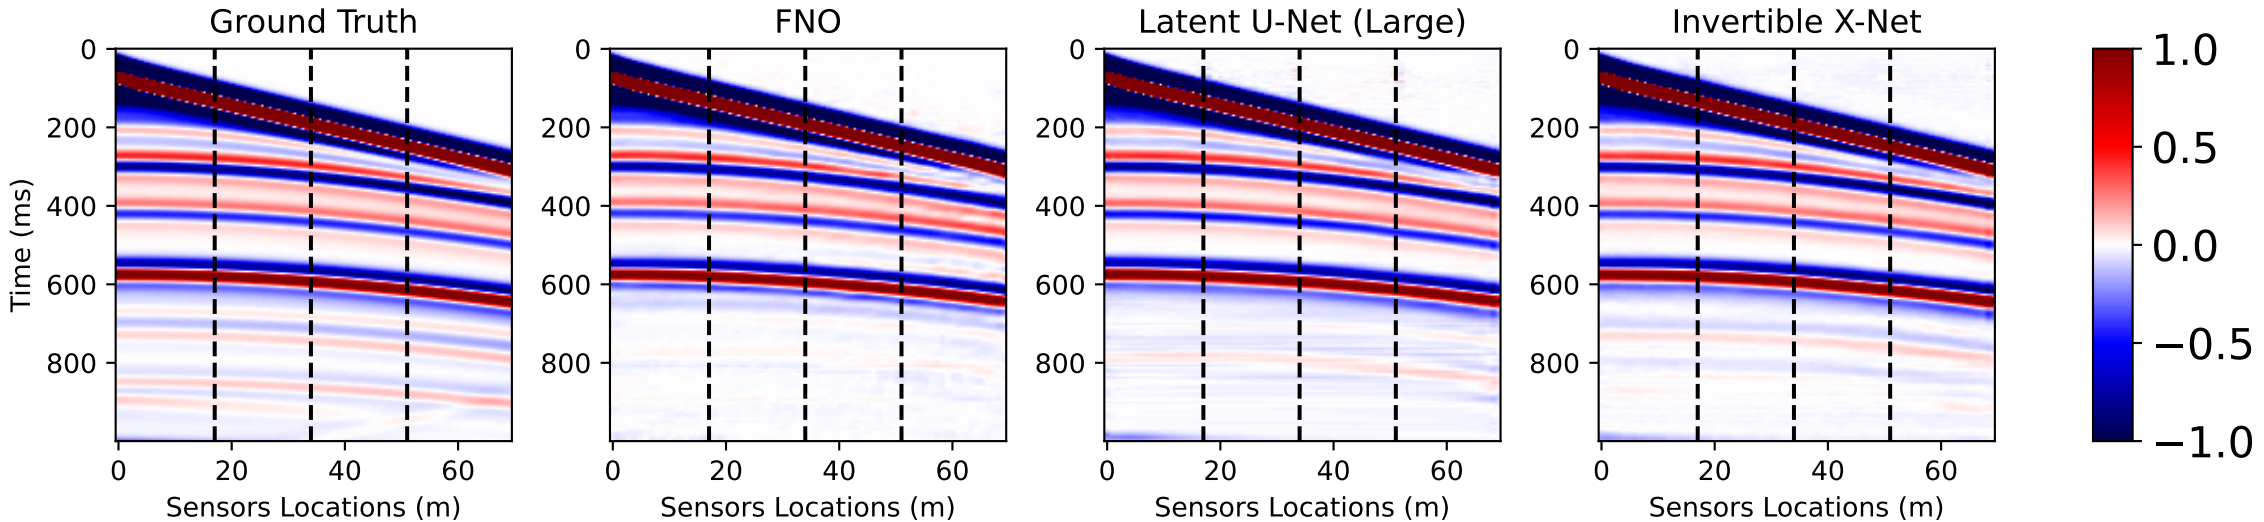 Ground Truth
FNO
Latent U-Net (Large)
Invertible X-Net
0
200
400
600
800
Time (ms)
0 20 40 60
Sensors Locations (m)
0
200
400
600
800
0 20 40 60
Sensors Locations (m)
0
200
400
600
800
0 20 40 60
Sensors Locations (m)
0
200
400
600
800
0 20 40 60
Sensors Locations (m)
1.0
0.5
0.0
−0.5
−1.0